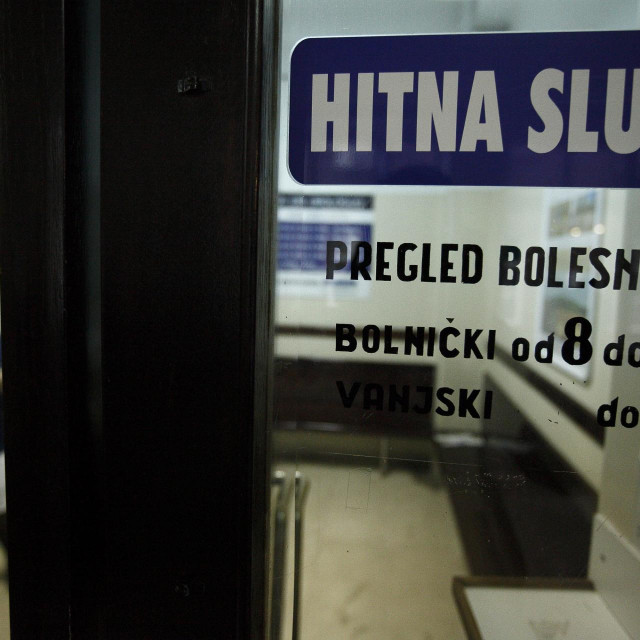 HITNA SLU
PREGLED BOLESN
BOLNIČKI od 8 do
VANJSKI do